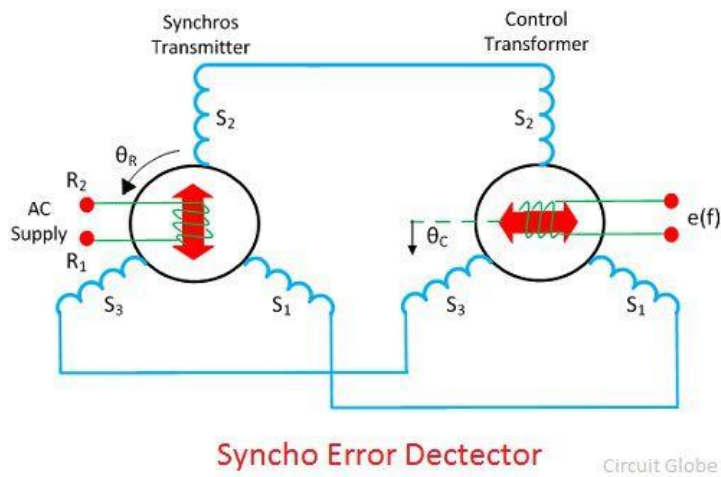 Synchros
Transmitter
Control
Transformer
S₂
S₂
θR
R₂
AC
Supply
R₁
θC
e(f)
S₃
S₁
S₃
S₁
Syncho Error Dectector
Circuit Globe